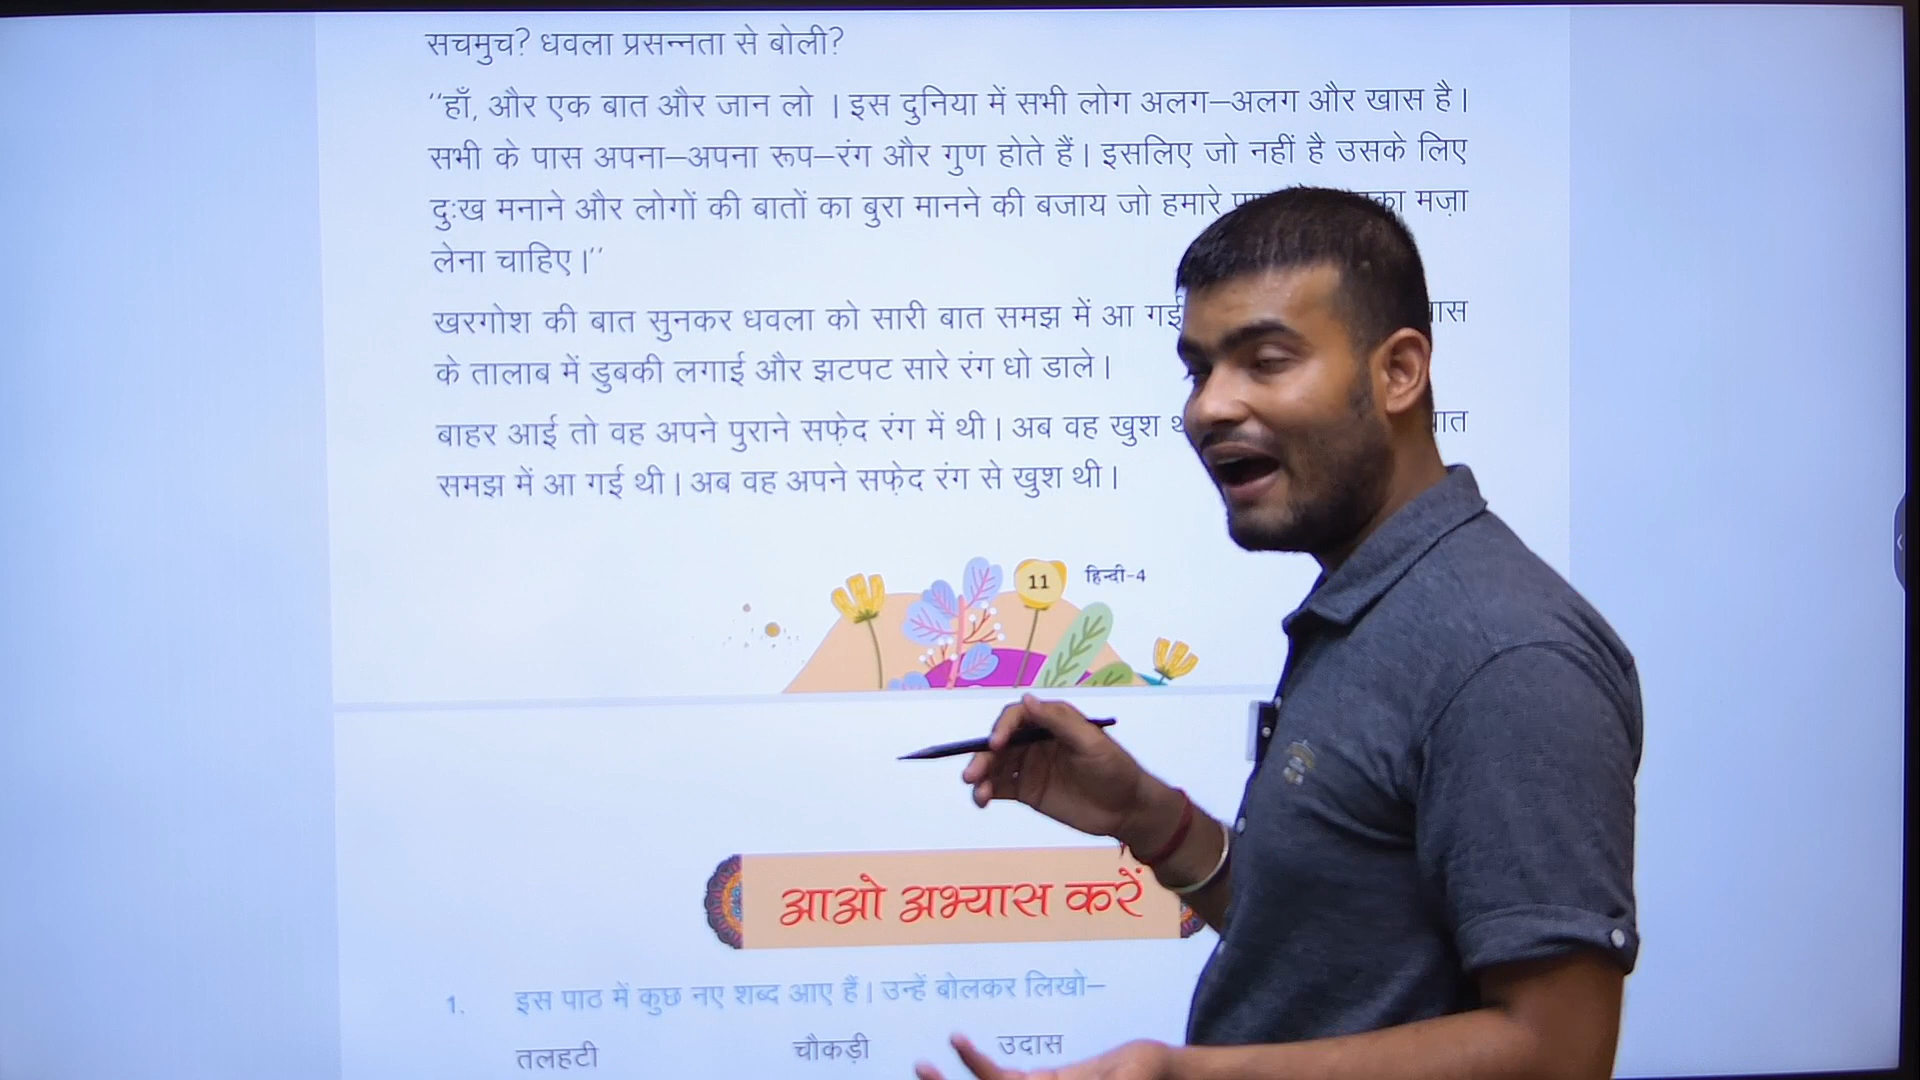 सचमुच? धवला प्रसन्नता से बोली?
‘‘हाँ, और एक बात और जान लो । इस दुनिया में सभी लोग अलग–अलग और खास है।
सभी के पास अपना–अपना रूप–रंग और गुण होते हैं। इसलिए जो नहीं है उसके लिए
दुःख मनाने और लोगों की बातों का बुरा मानने की बजाय जो हमारे मज़ा
लेना चाहिए।’’
खरगोश की बात सुनकर धवला को सारी बात समझ में आ गई
के तालाब में डुबकी लगाई और झटपट सारे रंग धो डाले।
बाहर आई तो वह अपने पुराने सफ़ेद रंग में थी। अब वह खुश
समझ में आ गई थी। अब वह अपने सफ़ेद रंग से खुश थी।
11 हिन्दी-4
आओ अभ्यास करें
1. इस पाठ में कुछ नए शब्द आए हैं। उन्हें बोलकर लिखो–
तलहटी चौकड़ी उदास